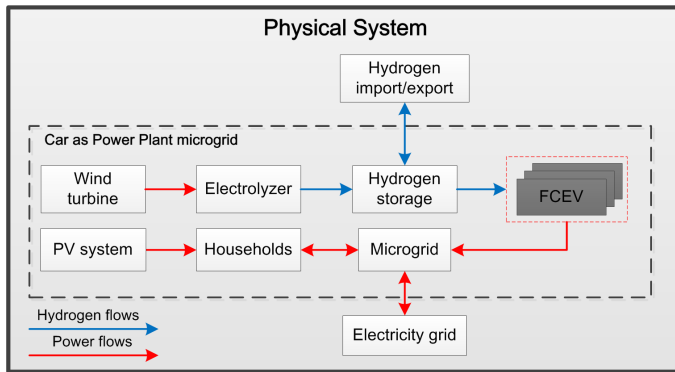 Physical System
Hydrogen
import/export
Car as Power Plant microgrid
Wind
turbine
Electrolyzer
Hydrogen
storage
FCEV
PV system
Households
Microgrid
Hydrogen flows
Power flows
Electricity grid